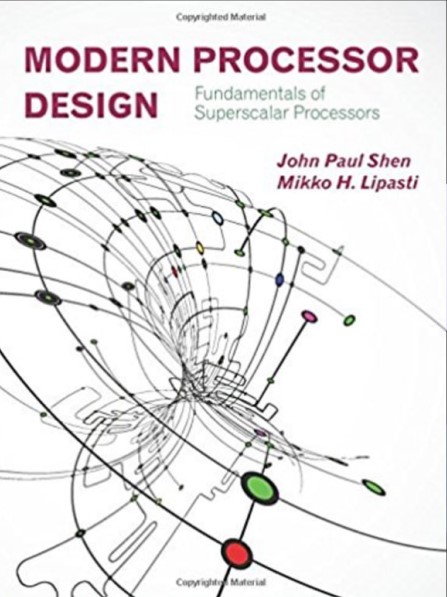 Copyrighted Material
MODERN PROCESSOR
DESIGN
Fundamentals of
Superscalar Processors
John Paul Shen
Mikko H. Lipasti
Copyrighted Material